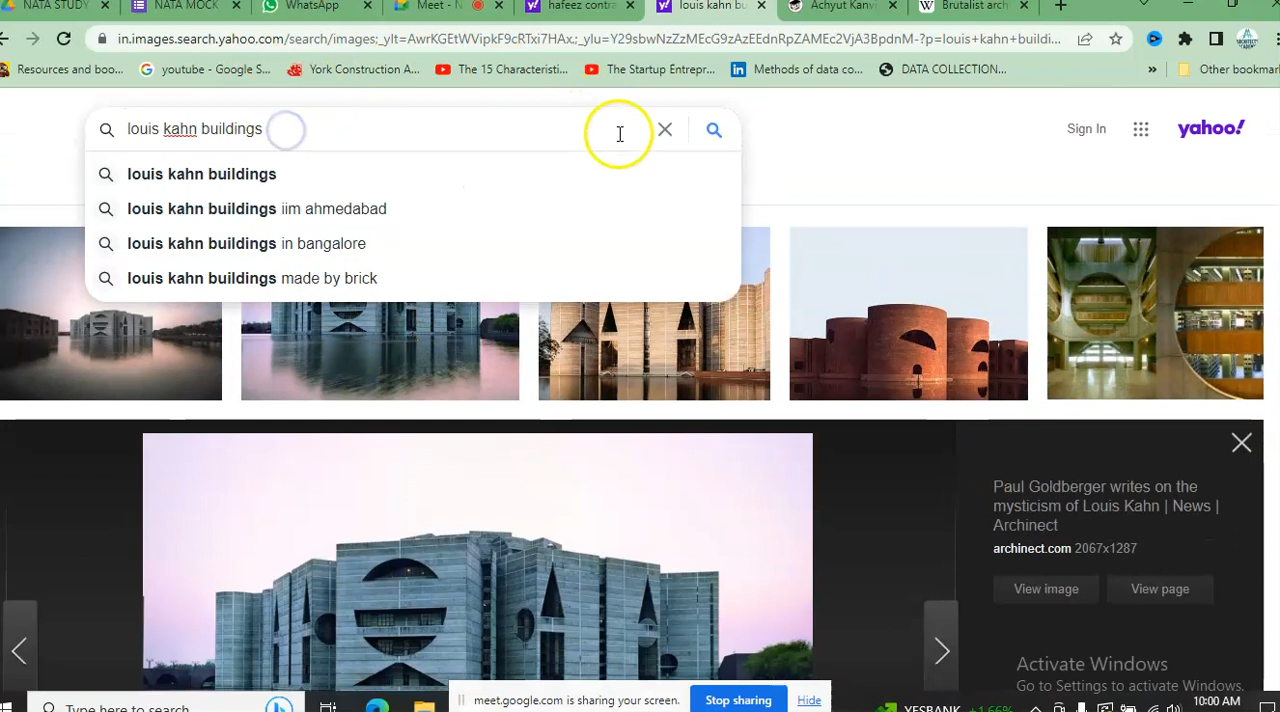 NATA STUDY
NATA MOCK
WhatsApp
Meet - N
hafeez contra
louis kahn bu
Achyut Kanvi
Brutalist arch
in.images.search.yahoo.com/search/images;_ylt=AwrKGEtWVipkF9cRTxi7HAx.;_ylu=Y29sbwNzZzMEcG9zAzEEdnRpZAMEc2VjA3BpdnM-?p=louis+kahn+buildi...
Resources and boo...
youtube - Google S...
York Construction A...
The 15 Characteristi...
The Startup Entrepr...
Methods of data co...
DATA COLLECTION...
»
Other bookmar
louis kahn buildings
Sign In
yahoo!
louis kahn buildings
louis kahn buildings iim ahmedabad
louis kahn buildings in bangalore
louis kahn buildings made by brick
Paul Goldberger writes on the
mysticism of Louis Kahn | News |
Archinect
archinect.com 2067x1287
View image
View page
Activate Windows
Go to Settings to activate Windows.
Type here to search
meet.google.com is sharing your screen.
Stop sharing
Hide
YESBANK +1.66%
10:00 AM